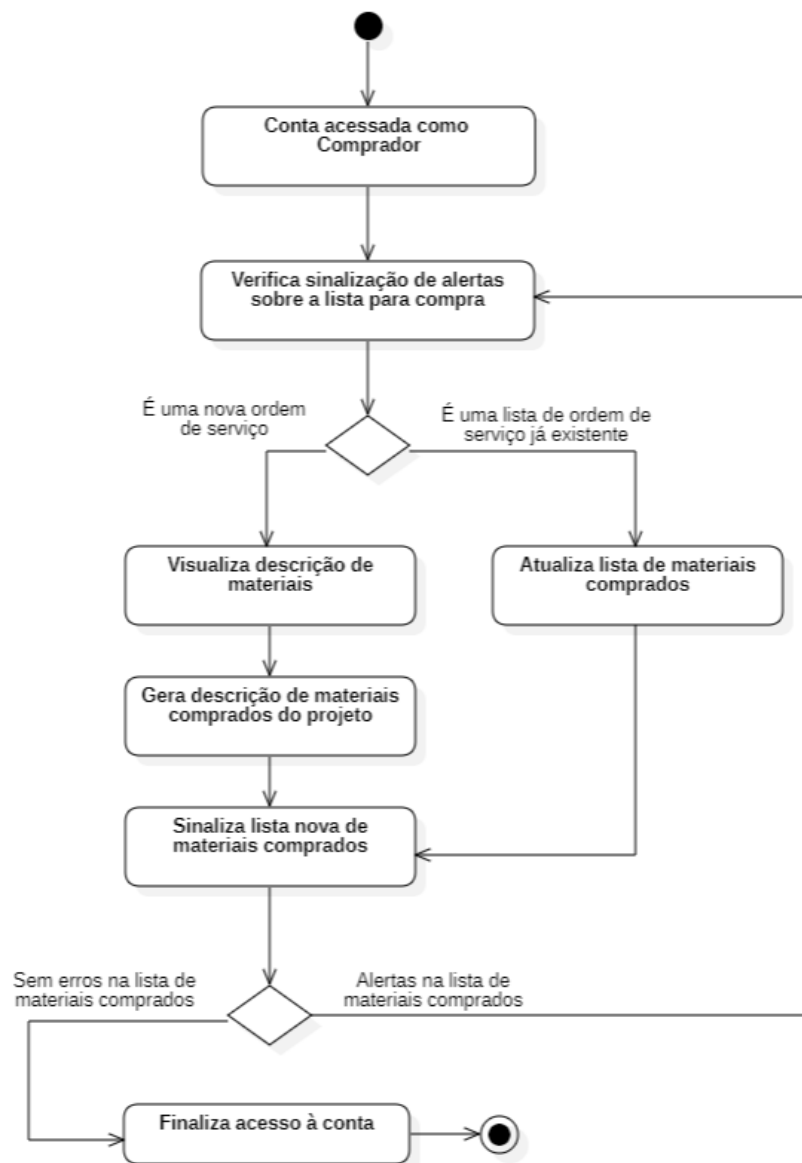 Conta acessada como
Comprador
Verifica sinalização de alertas
sobre a lista para compra
É uma nova ordem
de serviço
É uma lista de ordem de
serviço já existente
Visualiza descrição de
materiais
Atualiza lista de materiais
comprados
Gera descrição de materiais
comprados do projeto
Sinaliza lista nova de
materiais comprados
Sem erros na lista de
materiais comprados
Alertas na lista de
materiais comprados
Finaliza acesso à conta